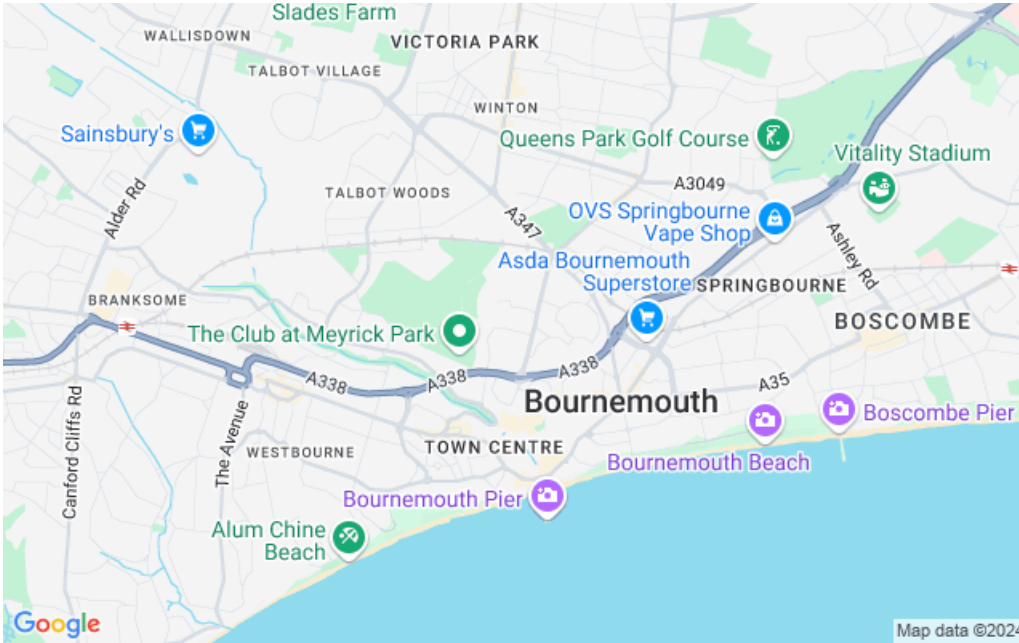 Slades Farm
WALLISDOWN
VICTORIA PARK
TALBOT VILLAGE
WINTON
Sainsbury's
Queens Park Golf Course
Vitality Stadium
A3049
TALBOT WOODS
Alder Rd
A347
OVS Springbourne
Vape Shop
Ashley Rd
Asda Bournemouth
Superstore
SPRINGBOURNE
BRANKSOME
BOSCOMBE
The Club at Meyrick Park
A338
A338
A338
A35
Canford Cliffs Rd
The Avenue
Bournemouth
Boscombe Pier
TOWN CENTRE
WESTBOURNE
Bournemouth Beach
Bournemouth Pier
Alum Chine
Beach
Google
Map data ©2024